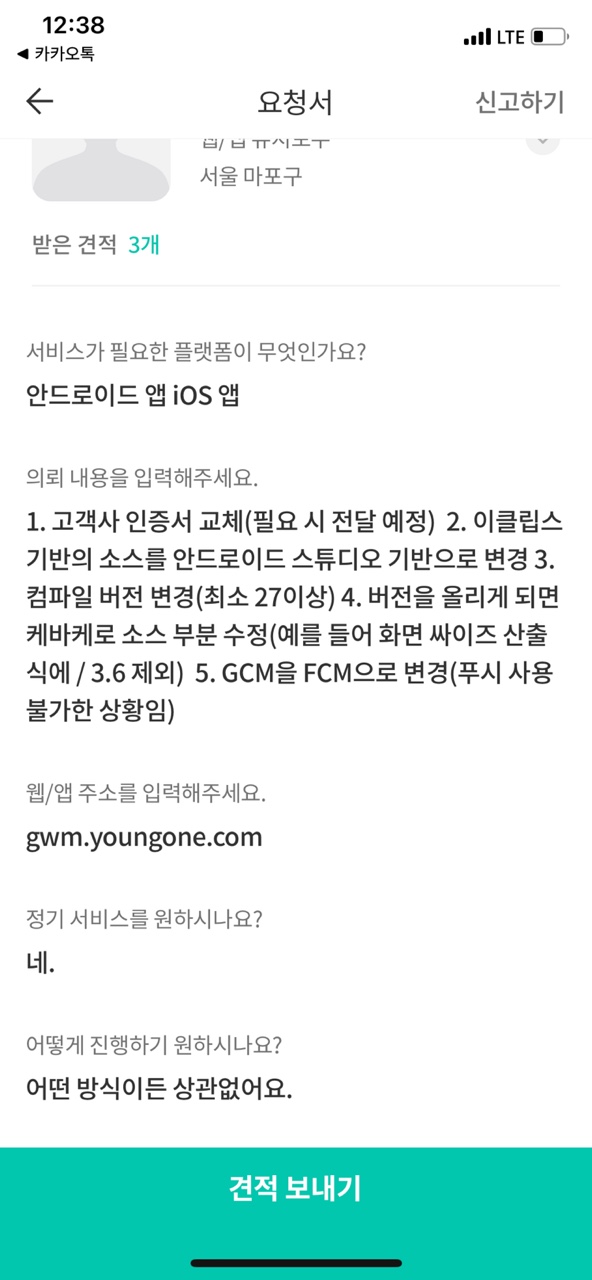 12:38
LTE
◀ 카카오톡
요청서
신고하기
웹/앱 유지보수
서울 마포구
받은 견적 3개
서비스가 필요한 플랫폼이 무엇인가요?
안드로이드 앱 iOS 앱
의뢰 내용을 입력해주세요.
1. 고객사 인증서 교체(필요 시 전달 예정)  2. 이클립스
기반의 소스를 안드로이드 스튜디오 기반으로 변경 3.
컴파일 버전 변경(최소 27이상) 4. 버전을 올리게 되면
케바케로 소스 부분 수정(예를 들어 화면 싸이즈 산출
식에 / 3.6 제외)  5. GCM을 FCM으로 변경(푸시 사용
불가한 상황임)
웹/앱 주소를 입력해주세요.
gwm.youngone.com
정기 서비스를 원하시나요?
네.
어떻게 진행하기 원하시나요?
어떤 방식이든 상관없어요.
견적 보내기